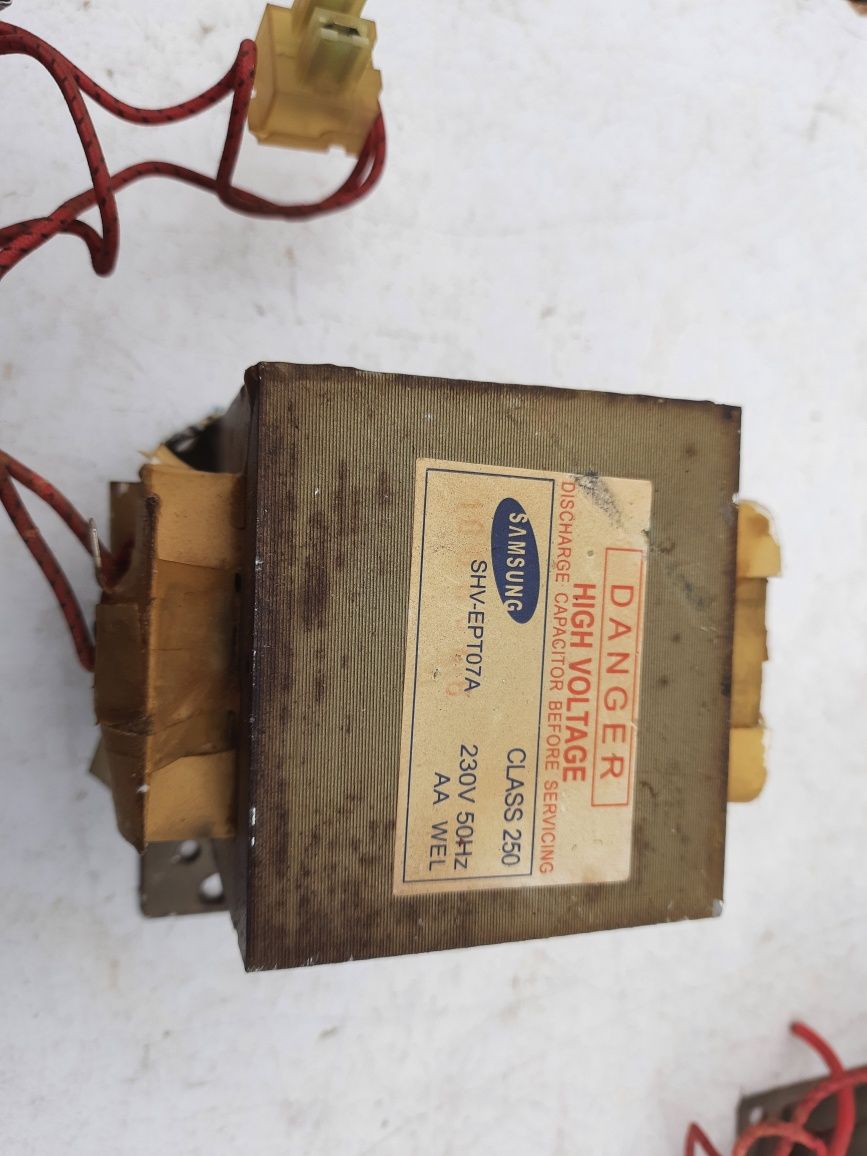 DANGER
HIGH VOLTAGE
DISCHARGE CAPACITOR BEFORE SERVICING
SAMSUNG
CLASS 250
SHV-EPT07A
230V 50Hz
AA WEL